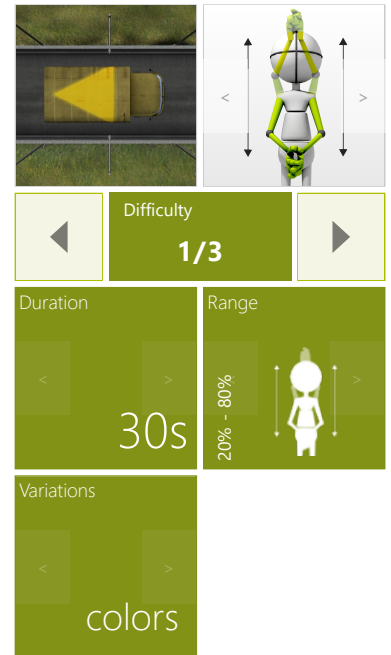 < >
Difficulty
1/3
Duration
< >
30s
Range
< >
20% - 80%
Variations
< >
colors